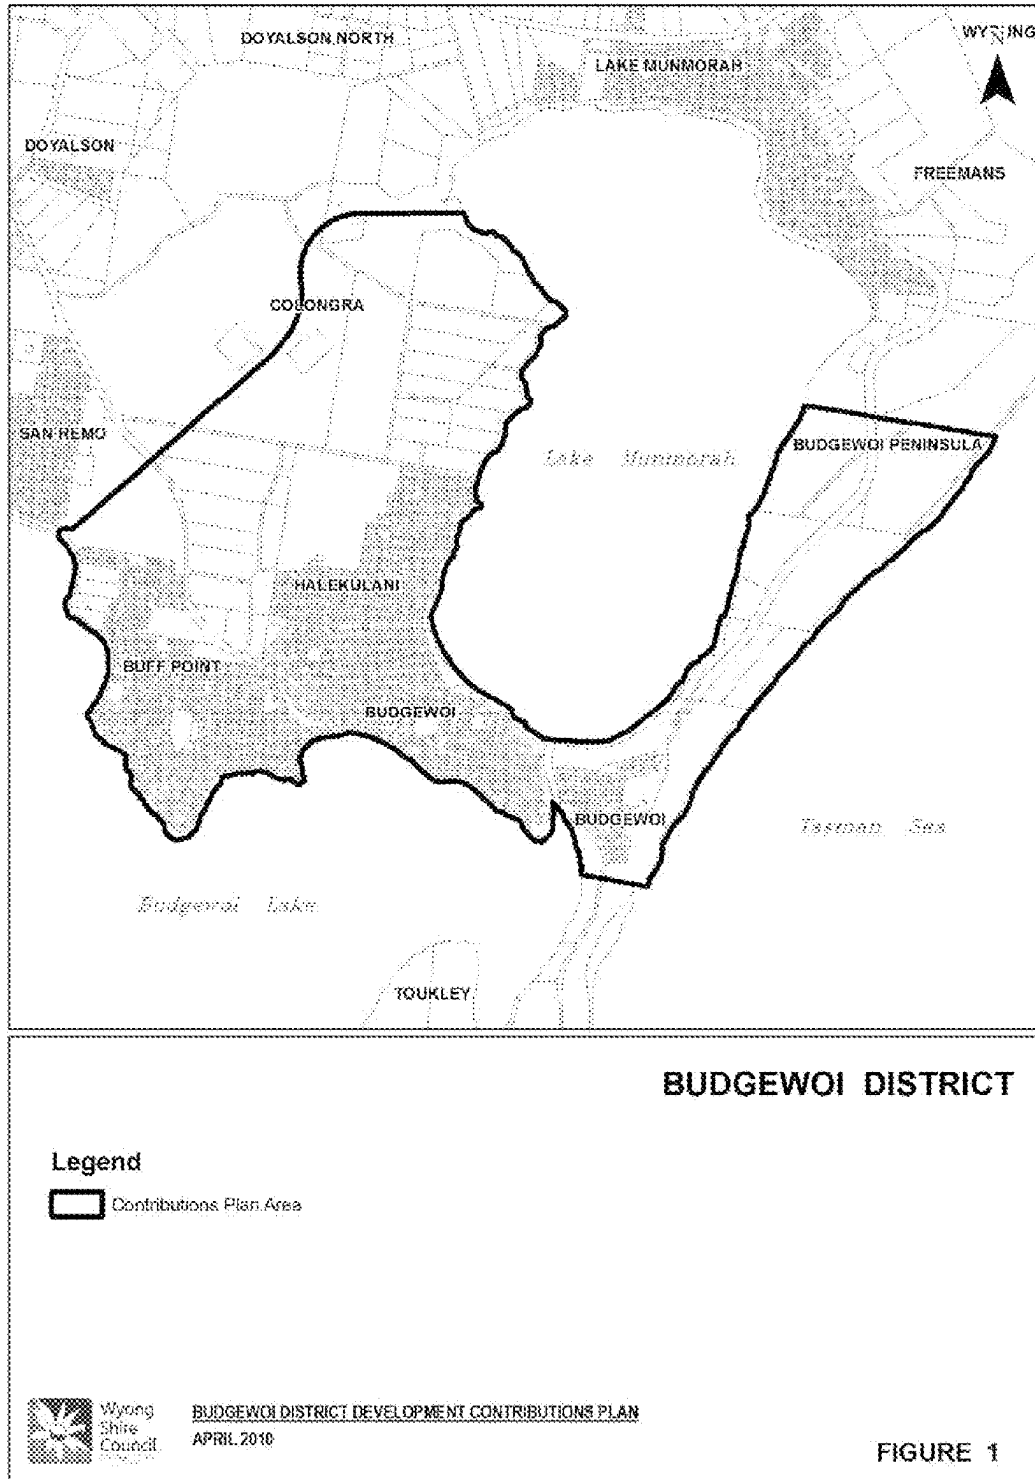 DOYALSON NORTH
LAKE MUNMORAH
DOYALSON
FREEMANS
COLONGRA
SAN REMO
BUDGEWOI PENINSULA
Lake Munmorah
HALEKULANI
BUFF POINT
BUDGEWOI
BUDGEWOI
Tasman Sea
Budgewoi Lake
TOUKLEY
BUDGEWOI DISTRICT
Legend
Contributions Plan Area
Wyong
Shire
Council
BUDGEWOI DISTRICT DEVELOPMENT CONTRIBUTIONS PLAN
APRIL 2010
FIGURE 1